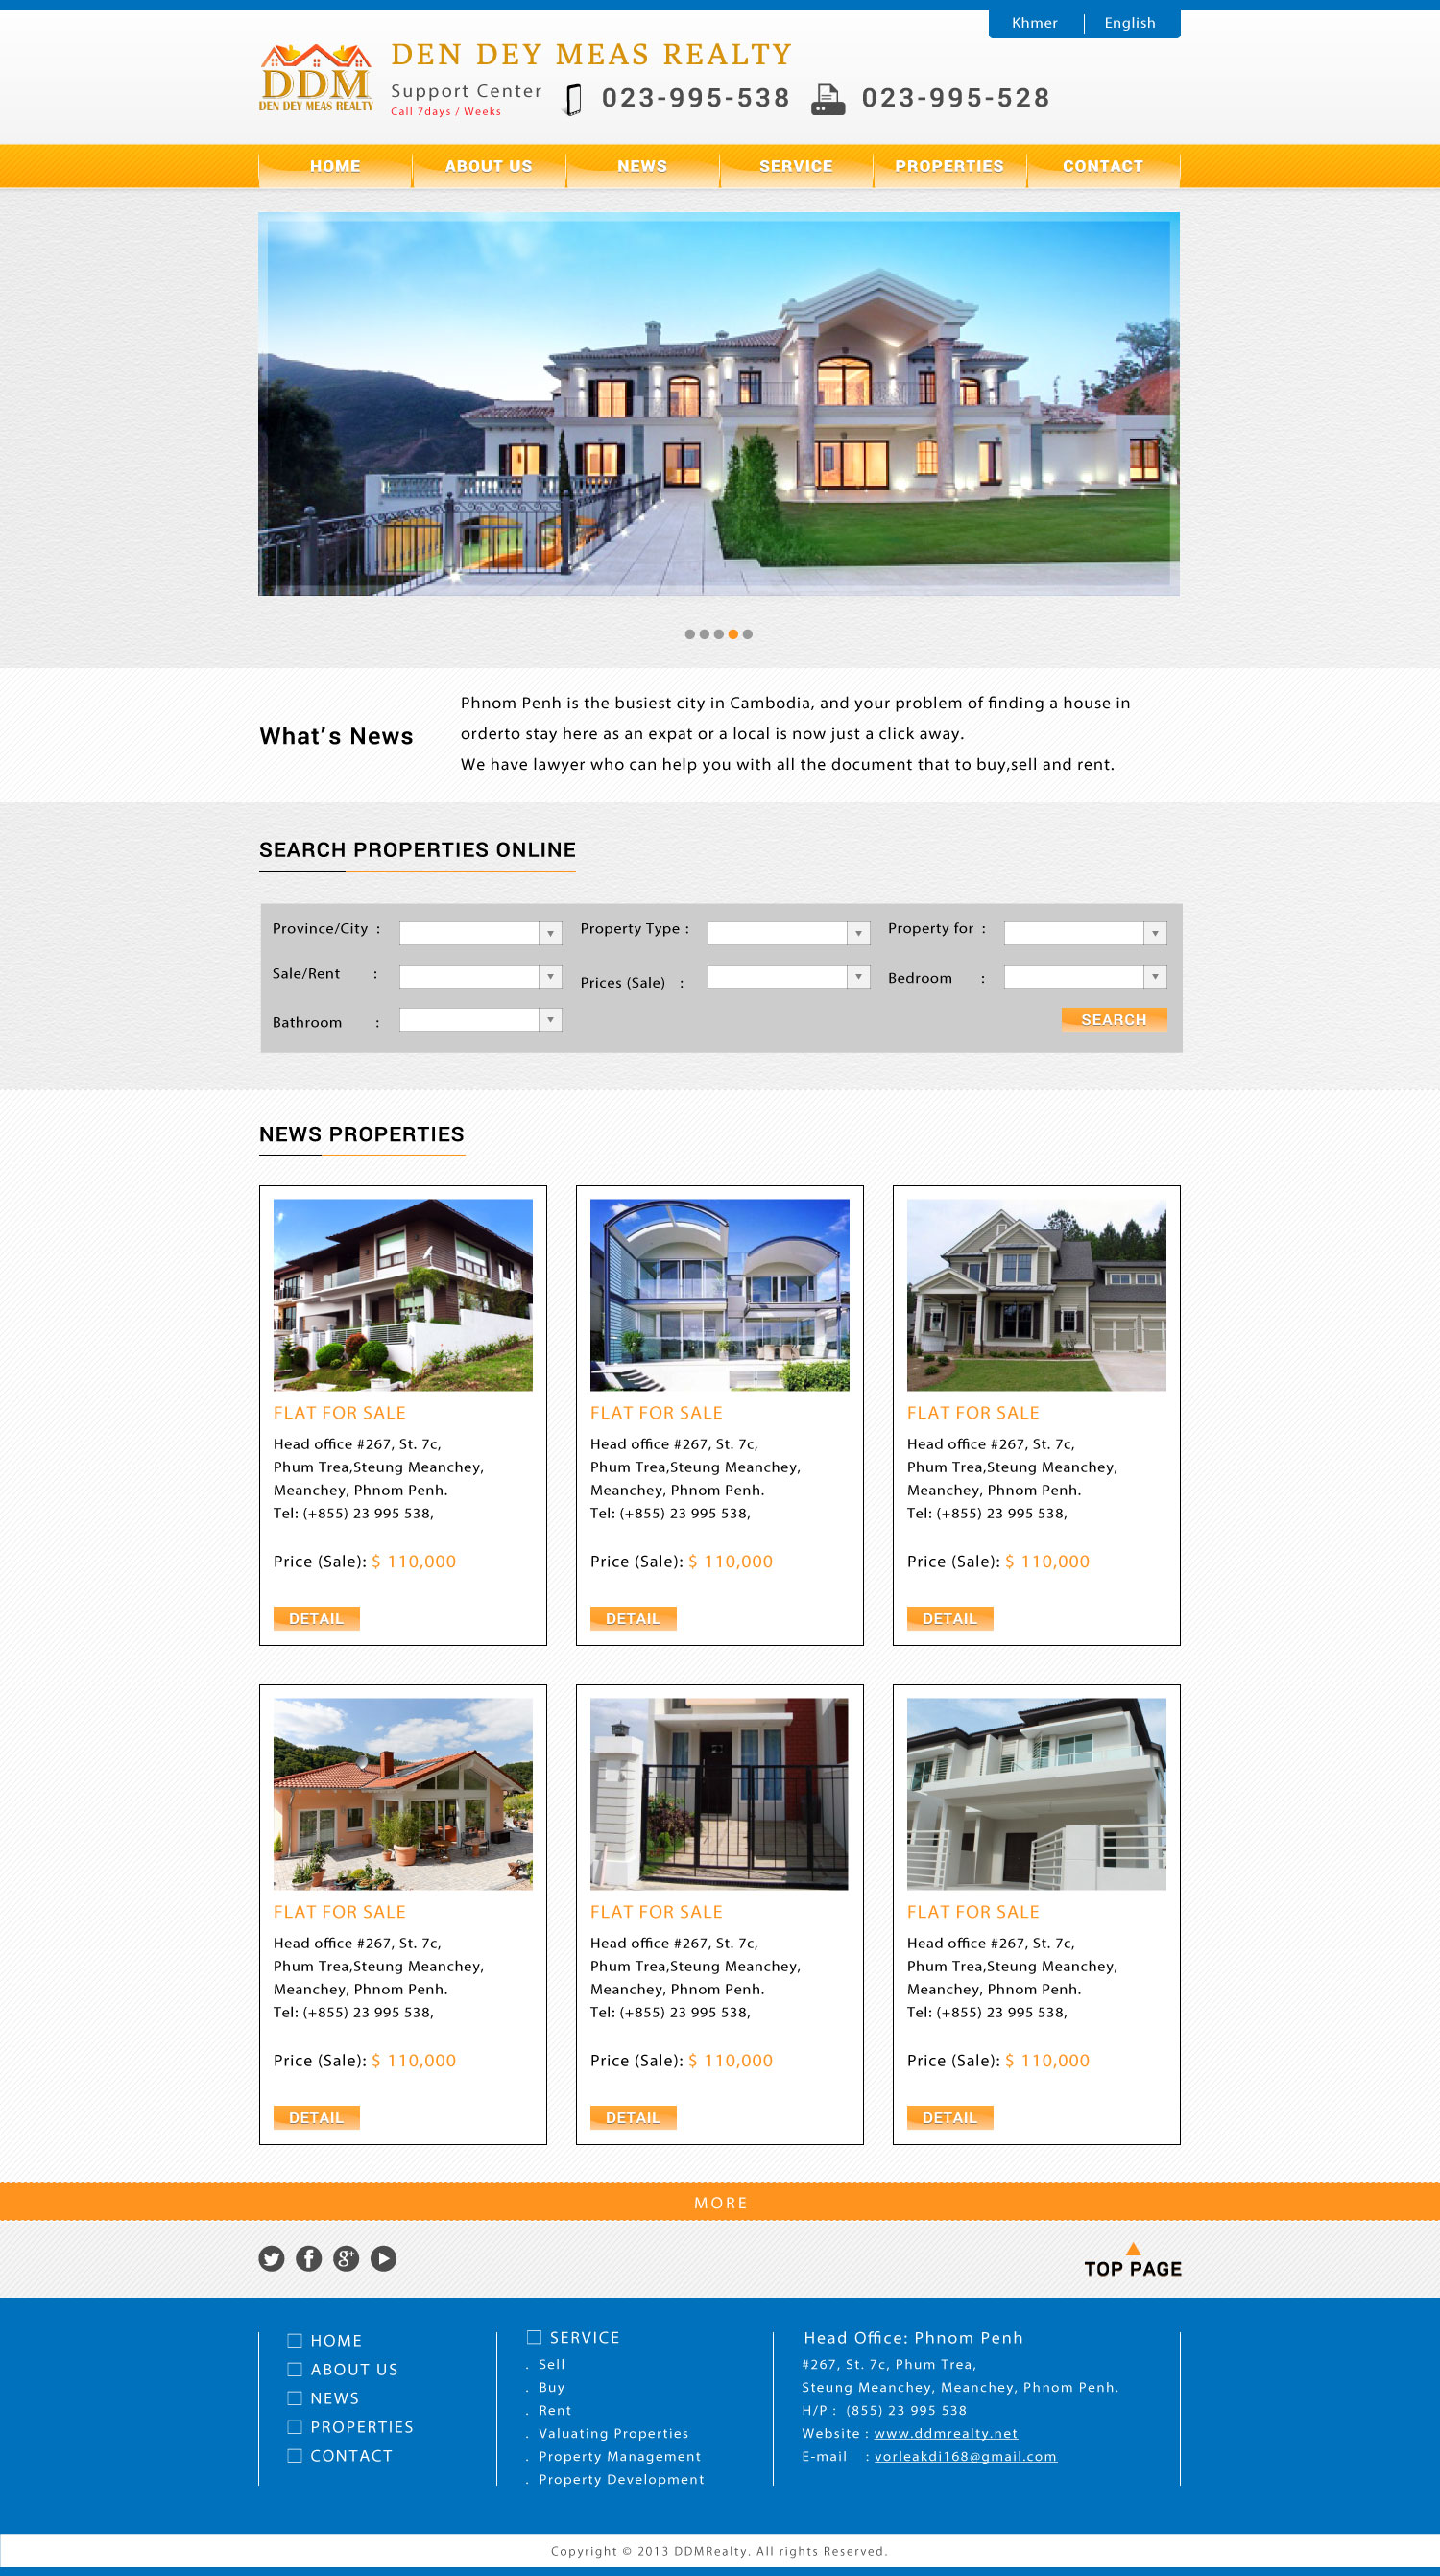 Khmer
English
DDM
DEN DEY MEAS REALTY
DEN DEY MEAS REALTY
Support Center
Call 7days / Weeks
023-995-538
023-995-528
HOME
ABOUT US
NEWS
SERVICE
PROPERTIES
CONTACT
What's News
Phnom Penh is the busiest city in Cambodia, and your problem of finding a house in
orderto stay here as an expat or a local is now just a click away.
We have lawyer who can help you with all the document that to buy,sell and rent.
SEARCH PROPERTIES ONLINE
Province/City :
Property Type :
Property for :
Sale/Rent :
Prices (Sale) :
Bedroom :
Bathroom :
SEARCH
NEWS PROPERTIES
FLAT FOR SALE
Head office #267, St. 7c,
Phum Trea,Steung Meanchey,
Meanchey, Phnom Penh.
Tel: (+855) 23 995 538,
Price (Sale): $ 110,000
DETAIL
FLAT FOR SALE
Head office #267, St. 7c,
Phum Trea,Steung Meanchey,
Meanchey, Phnom Penh.
Tel: (+855) 23 995 538,
Price (Sale): $ 110,000
DETAIL
FLAT FOR SALE
Head office #267, St. 7c,
Phum Trea,Steung Meanchey,
Meanchey, Phnom Penh.
Tel: (+855) 23 995 538,
Price (Sale): $ 110,000
DETAIL
FLAT FOR SALE
Head office #267, St. 7c,
Phum Trea,Steung Meanchey,
Meanchey, Phnom Penh.
Tel: (+855) 23 995 538,
Price (Sale): $ 110,000
DETAIL
FLAT FOR SALE
Head office #267, St. 7c,
Phum Trea,Steung Meanchey,
Meanchey, Phnom Penh.
Tel: (+855) 23 995 538,
Price (Sale): $ 110,000
DETAIL
FLAT FOR SALE
Head office #267, St. 7c,
Phum Trea,Steung Meanchey,
Meanchey, Phnom Penh.
Tel: (+855) 23 995 538,
Price (Sale): $ 110,000
DETAIL
MORE
TOP PAGE
HOME
ABOUT US
NEWS
PROPERTIES
CONTACT
SERVICE
. Sell
. Buy
. Rent
. Valuating Properties
. Property Management
. Property Development
Head Office: Phnom Penh
#267, St. 7c, Phum Trea,
Steung Meanchey, Meanchey, Phnom Penh.
H/P : (855) 23 995 538
Website : www.ddmrealty.net
E-mail : vorleakdi168@gmail.com
Copyright © 2013 DDMRealty. All rights Reserved.